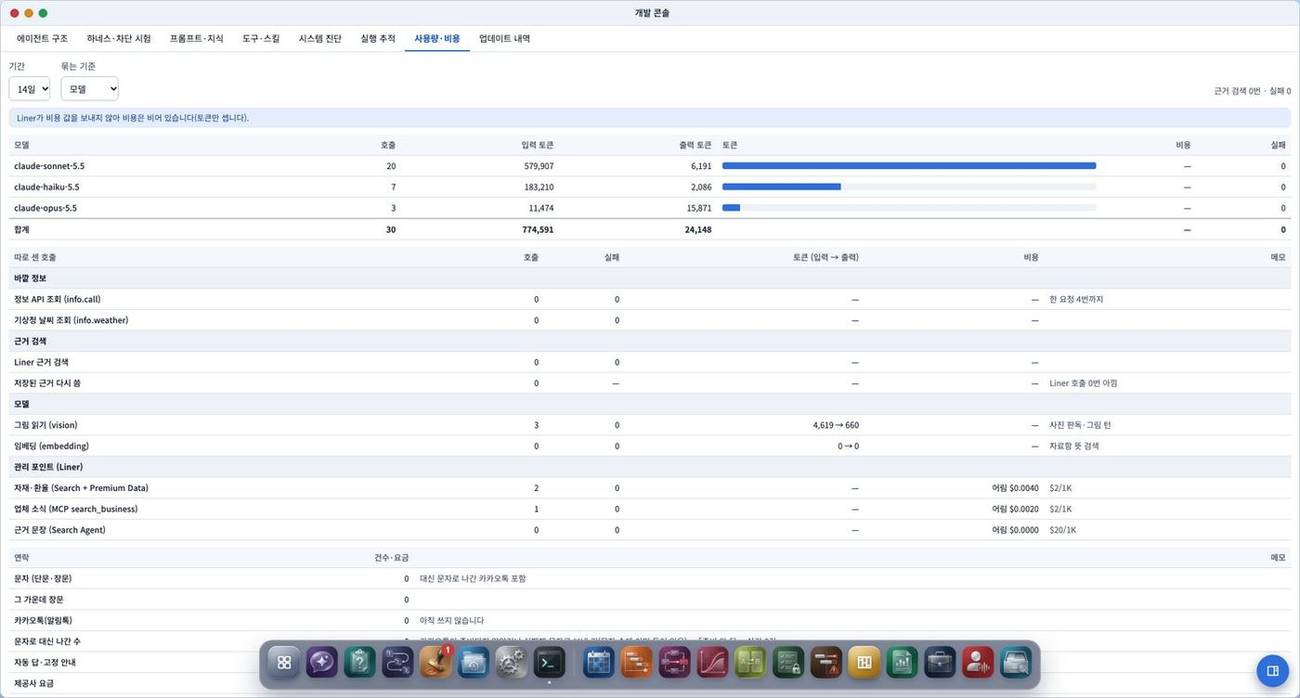 개발 콘솔
에이전트 구조 하네스·차단 시험 프롬프트·지식 도구·스킬 시스템 진단 실행 추적 사용량·비용 업데이트 내역
기간 묶는 기준
14일 모델
근거 검색 0번 · 실패 0
Liner가 비용 값을 보내지 않아 비용은 비어 있습니다(토큰만 셉니다).
모델 호출 입력 토큰 출력 토큰 토큰 비용 실패
claude-sonnet-5.5 20 579,907 6,191 — 0
claude-haiku-5.5 7 183,210 2,086 — 0
claude-opus-5.5 3 11,474 15,871 — 0
합계 30 774,591 24,148 — 0
따로 센 호출 호출 실패 토큰 (입력 → 출력) 비용 메모
바깥 정보
정보 API 조회 (info.call) 0 0 — — 한 요청 4번까지
기상청 날씨 조회 (info.weather) 0 0 — —
근거 검색
Liner 근거 검색 0 0 — —
저장된 근거 다시 씀 0 — — — Liner 호출 0번 아낌
모델
그림 읽기 (vision) 3 0 4,619 → 660 — 사진 판독·그림 턴
임베딩 (embedding) 0 0 0 → 0 — 자료함 뜻 검색
관리 포인트 (Liner)
자재·환율 (Search + Premium Data) 2 0 — 어림 $0.0040 $2/1K
업체 소식 (MCP search_business) 1 0 — 어림 $0.0020 $2/1K
근거 문장 (Search Agent) 0 0 — 어림 $0.0000 $20/1K
연락 건수·요금 메모
문자 (단문·장문) 0 대신 문자로 나간 카카오톡 포함
그 가운데 장문 0
카카오톡(알림톡) 0 아직 쓰지 않습니다
문자로 대신 나간 수
자동 답·고정 안내
제공사 요금
1